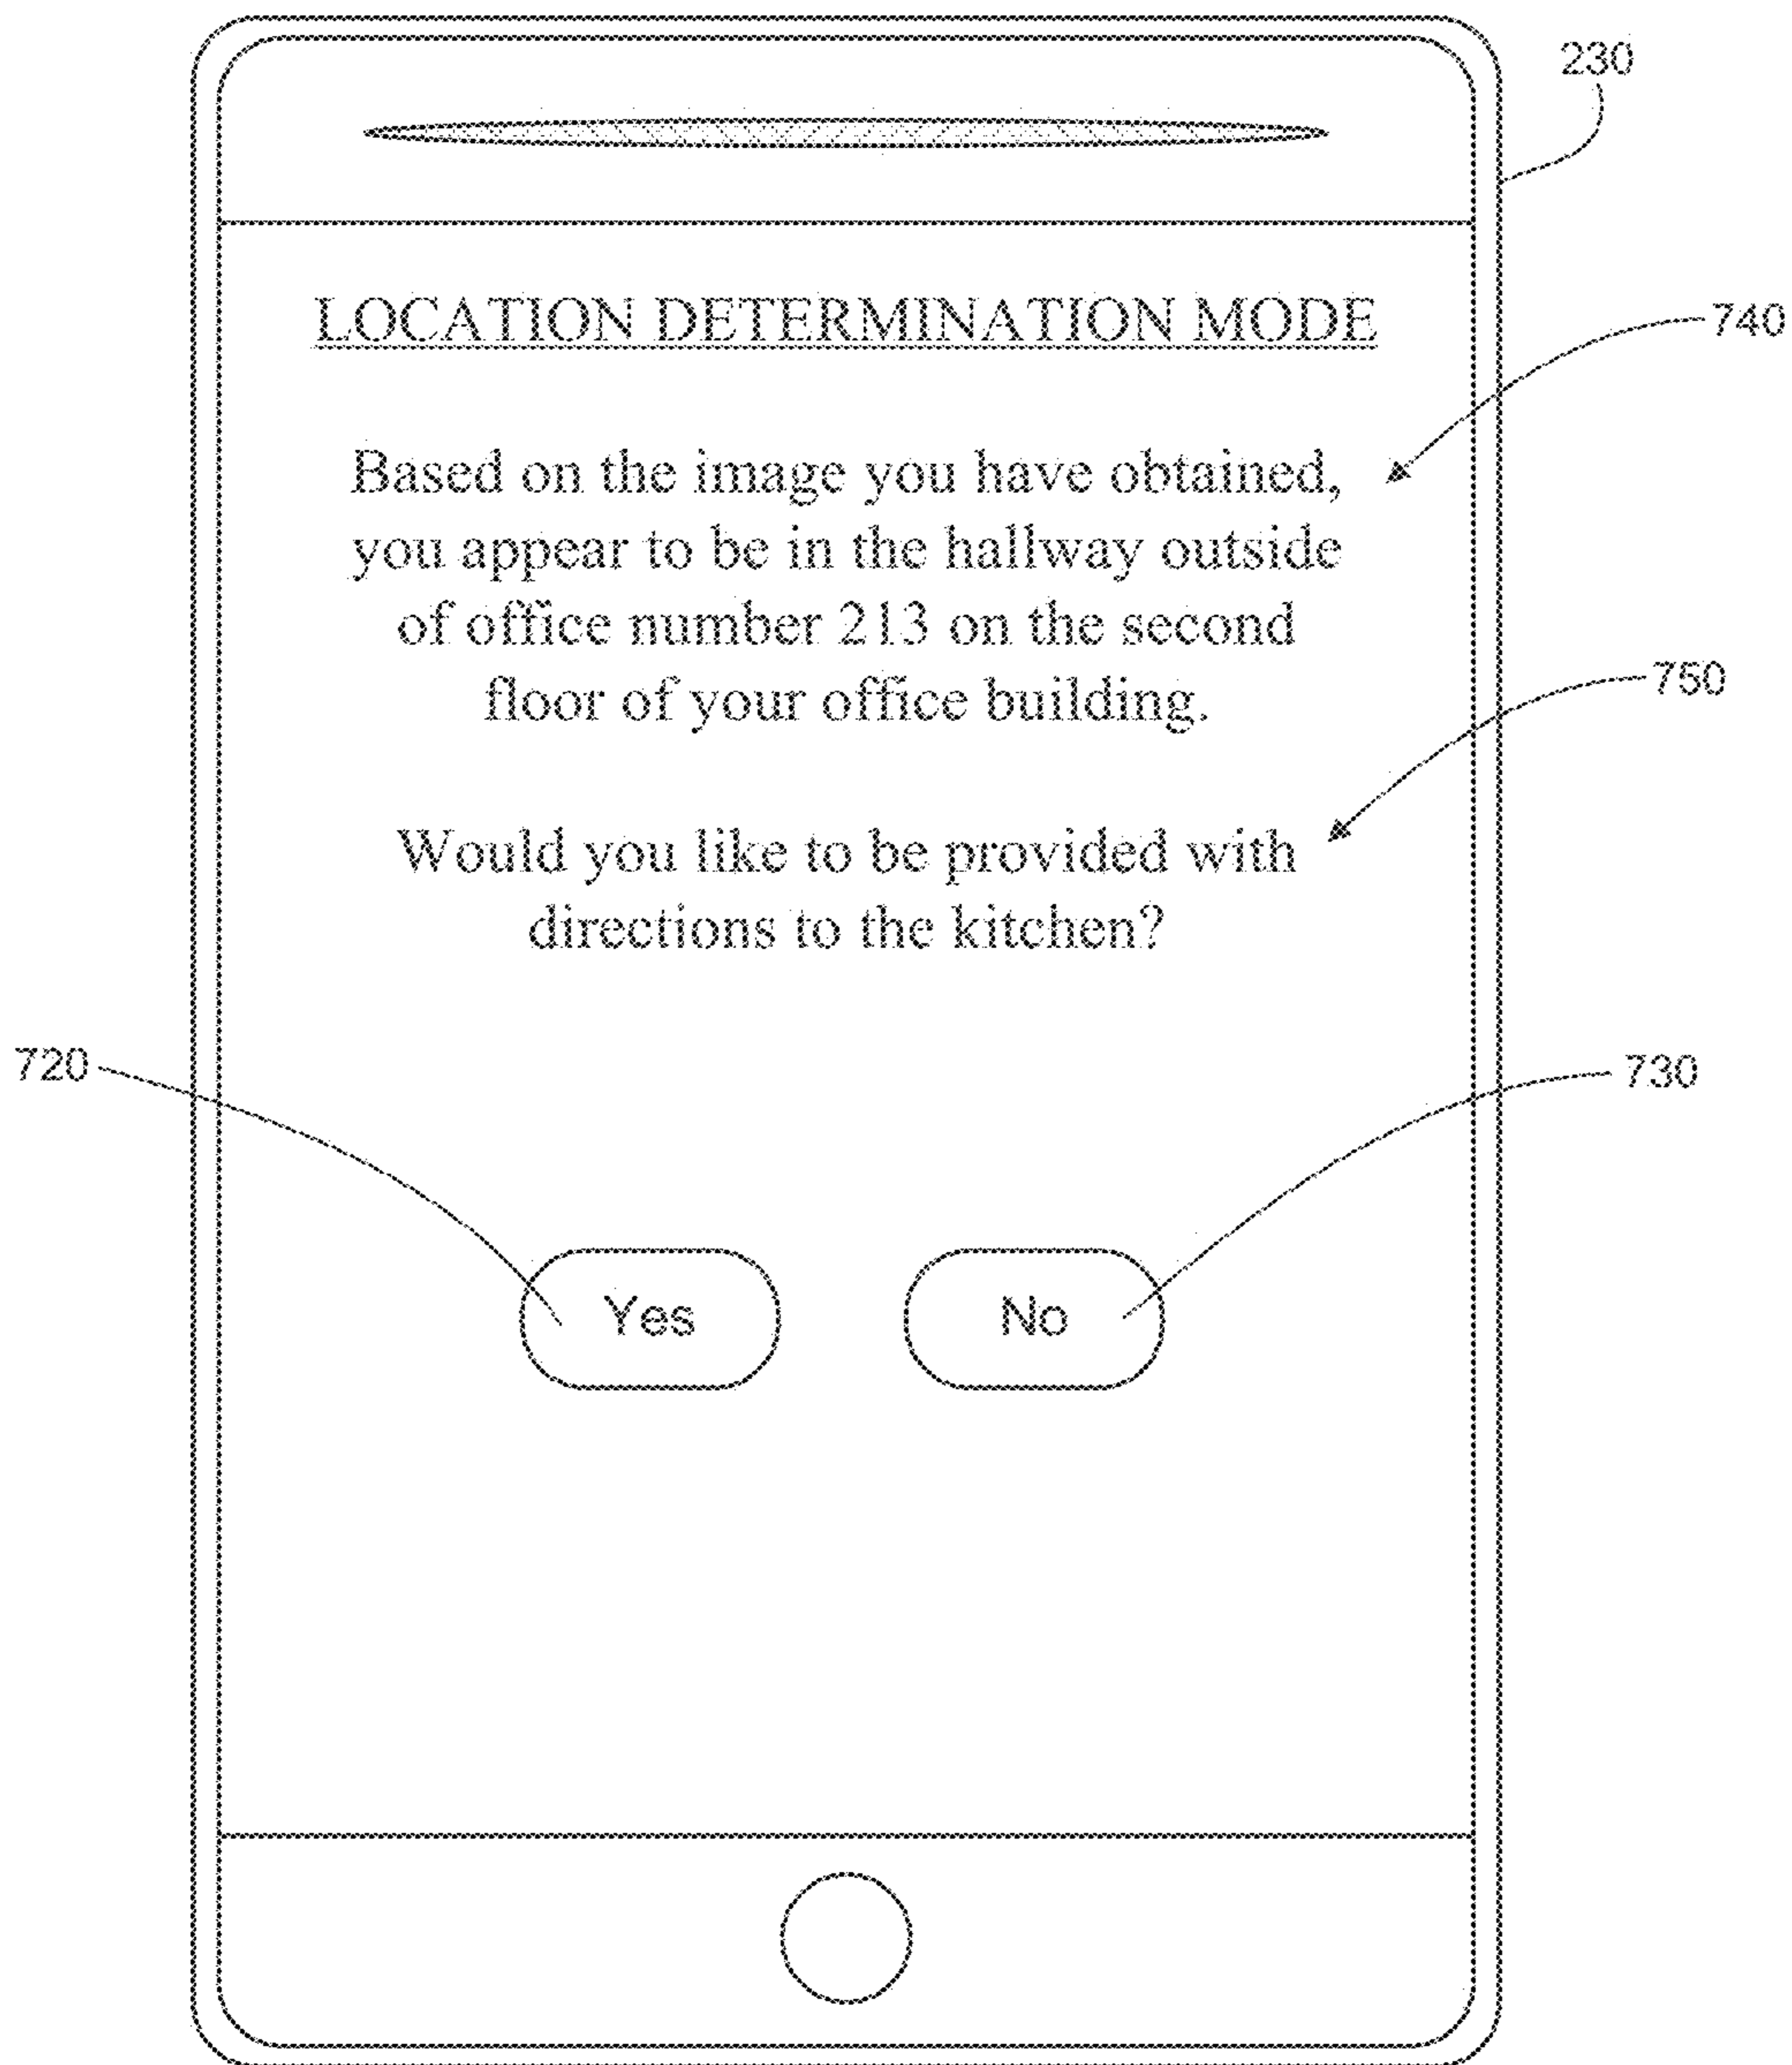 230
LOCATION DETERMINATION MODE
740
Based on the image you have obtained,
you appear to be in the hallway outside
of office number 213 on the second
floor of your office building.
750
Would you like to be provided with
directions to the kitchen?
720
730
Yes
No